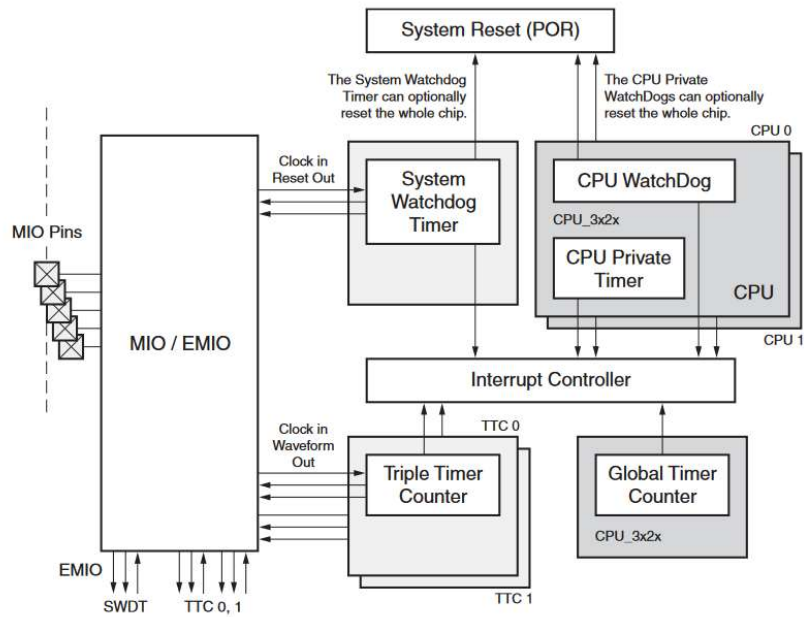 System Reset (POR)
The System Watchdog
Timer can optionally
reset the whole chip.
The CPU Private
WatchDogs can optionally
reset the whole chip.
CPU 0
Clock in
Reset Out
System
Watchdog
Timer
CPU WatchDog
CPU_3x2x
CPU Private
Timer
CPU
CPU 1
MIO Pins
MIO / EMIO
Interrupt Controller
Clock in
Waveform
Out
TTC 0
Triple Timer
Counter
TTC 1
Global Timer
Counter
CPU_3x2x
EMIO
SWDT
TTC 0, 1